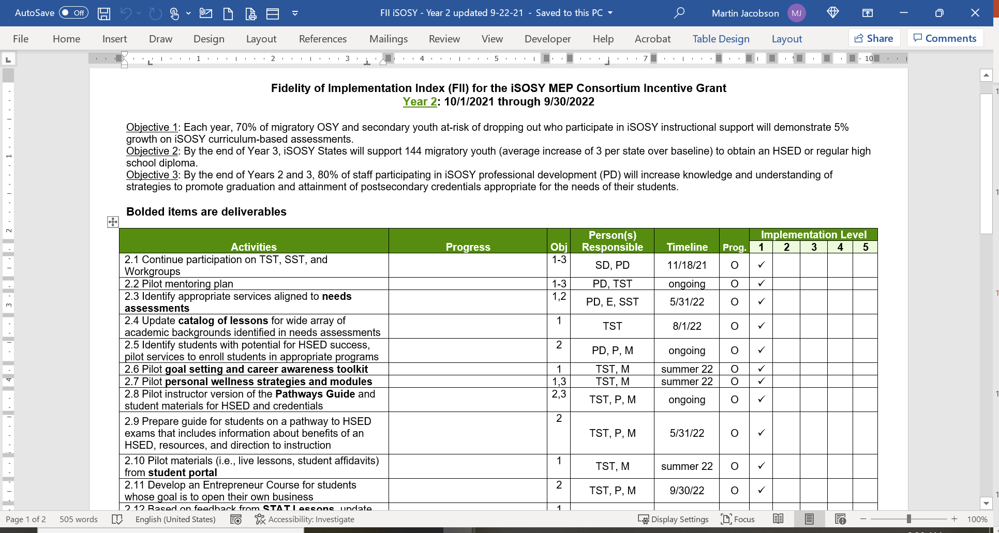 AutoSave Off FII iSOSY - Year 2 updated 9-22-21 - Saved to this PC Martin Jacobson MJ
File Home Insert Draw Design Layout References Mailings Review View Developer Help Acrobat Table Design Layout Share Comments
1 2 3 4 5 7 10
Fidelity of Implementation Index (FII) for the iSOSY MEP Consortium Incentive Grant
Year 2: 10/1/2021 through 9/30/2022
Objective 1: Each year, 70% of migratory OSY and secondary youth at-risk of dropping out who participate in iSOSY instructional support will demonstrate 5%
growth on iSOSY curriculum-based assessments.
Objective 2: By the end of Year 3, iSOSY States will support 144 migratory youth (average increase of 3 per state over baseline) to obtain an HSED or regular high
school diploma.
Objective 3: By the end of Years 2 and 3, 80% of staff participating in iSOSY professional development (PD) will increase knowledge and understanding of
strategies to promote graduation and attainment of postsecondary credentials appropriate for the needs of their students.
Bolded items are deliverables
Person(s) Implementation Level
Activities Progress Obj Responsible Timeline Prog. 1 2 3 4 5
2.1 Continue participation on TST, SST, and 1-3
Workgroups SD, PD 11/18/21 O ✓
2.2 Pilot mentoring plan 1-3 PD, TST ongoing O ✓
2.3 Identify appropriate services aligned to needs 1,2
assessments PD, E, SST 5/31/22 O ✓
2.4 Update catalog of lessons for wide array of 1
academic backgrounds identified in needs assessments TST 8/1/22 O ✓
2.5 Identify students with potential for HSED success, 2
pilot services to enroll students in appropriate programs PD, P, M ongoing O ✓
2.6 Pilot goal setting and career awareness toolkit 1 TST, M summer 22 O ✓
2.7 Pilot personal wellness strategies and modules 1,3 TST, M summer 22 O ✓
2.8 Pilot instructor version of the Pathways Guide and 2,3
student materials for HSED and credentials TST, P, M ongoing O ✓
2.9 Prepare guide for students on a pathway to HSED 2
exams that includes information about benefits of an TST, P, M 5/31/22 O ✓
HSED, resources, and direction to instruction
2.10 Pilot materials (i.e., live lessons, student affidavits) 1
from student portal TST, M summer 22 O ✓
2.11 Develop an Entrepreneur Course for students 2
whose goal is to open their own business TST, P, M 9/30/22 O ✓
2.12 Based on feedback from STAT Lessons, update 1
Page 1 of 2 505 words English (United States) Accessibility: Investigate Display Settings Focus 100%